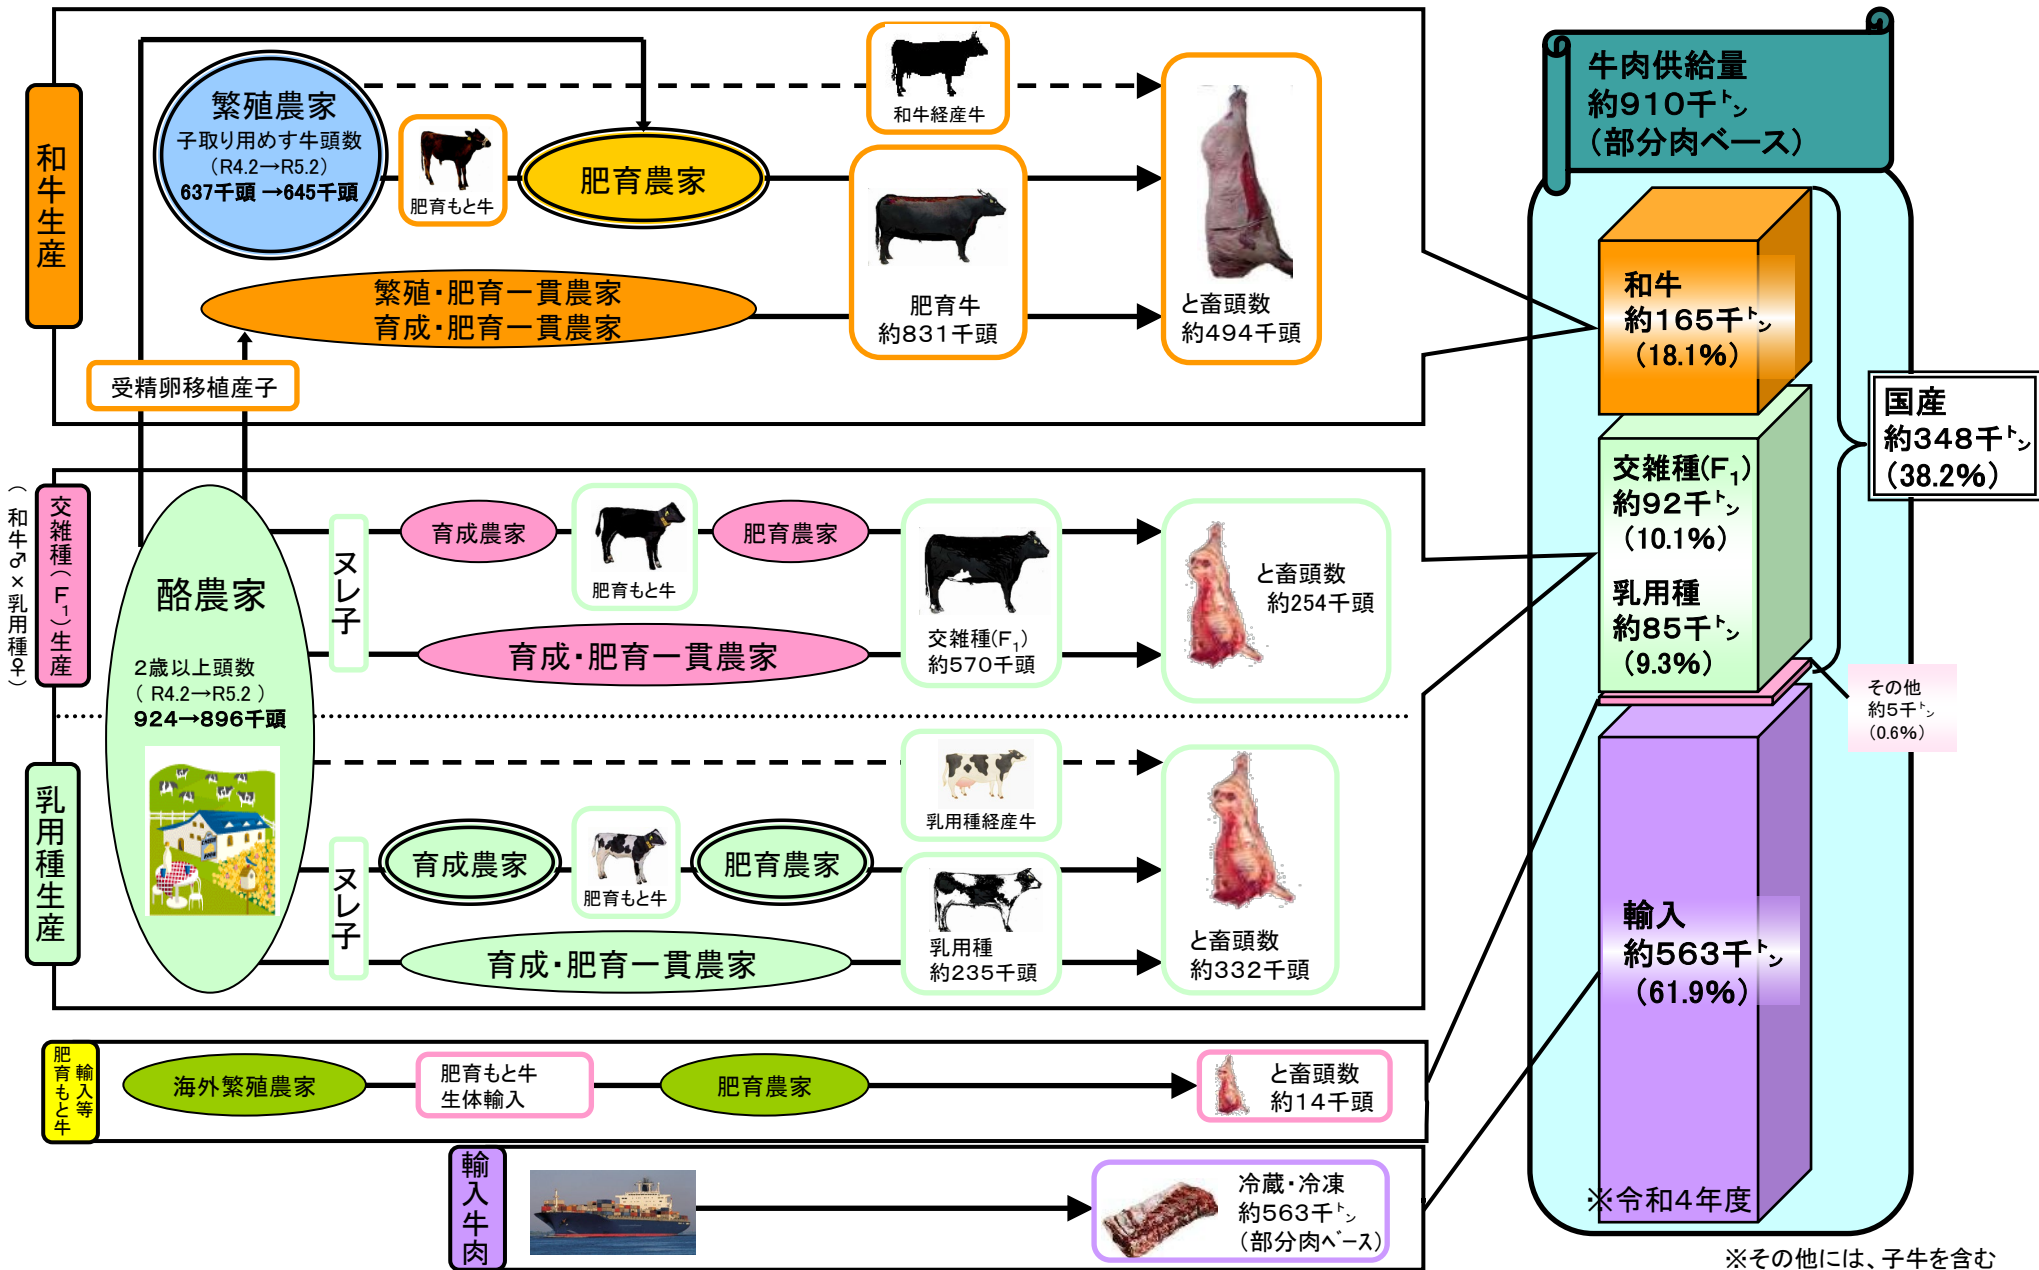 和牛生産
繁殖農家
子取り用めす牛頭数
(R4.2→R5.2)
637千頭→645千頭
肥育もと牛
肥育農家
和牛経産牛
繁殖・肥育一貫農家
育成・肥育一貫農家
肥育牛
約831千頭
と畜頭数
約494千頭
受精卵移植産子
交雑種(F1)生産
(和牛♂×乳用種♀)
乳用種生産
酪農家
2歳以上頭数
(R4.2→R5.2)
924→896千頭
ヌレ子
育成農家
肥育もと牛
肥育農家
育成・肥育一貫農家
交雑種(F1)
約570千頭
と畜頭数
約254千頭
ヌレ子
育成農家
肥育もと牛
肥育農家
育成・肥育一貫農家
乳用種経産牛
乳用種
約235千頭
と畜頭数
約332千頭
肥育もと牛
輸入等
海外繁殖農家
肥育もと牛
生体輸入
肥育農家
と畜頭数
約14千頭
輸入牛肉
冷蔵・冷凍
約563千㌧
(部分肉ベース)
牛肉供給量
約910千㌧
(部分肉ベース)
和牛
約165千㌧
(18.1%)
交雑種(F1)
約92千㌧
(10.1%)
乳用種
約85千㌧
(9.3%)
国産
約348千㌧
(38.2%)
その他
約5千㌧
(0.6%)
輸入
約563千㌧
(61.9%)
※令和4年度
※その他には、子牛を含む